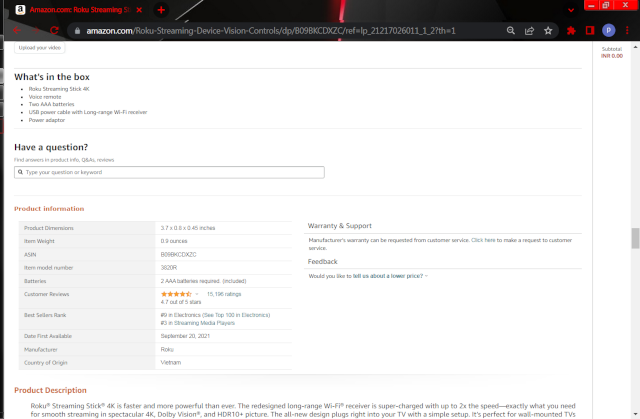 Amazon.com: Roku Streaming St
amazon.com/Roku-Streaming-Device-Vision-Controls/dp/B09BKCDXZC/ref=lp_21217026011_1_2?th=1
P
Upload your video
Subtotal
INR 0.00
What's in the box
• Roku Streaming Stick 4K
• Voice remote
• Two AAA batteries
• USB power cable with Long-range Wi-Fi receiver
• Power adaptor
Have a question?
Find answers in product info, Q&As, reviews
Type your question or keyword
Product information
Product Dimensions 3.7 x 0.8 x 0.45 inches
Item Weight 0.9 ounces
ASIN B09BKCDXZC
Item model number 3820R
Batteries 2 AAA batteries required. (included)
Customer Reviews 15,196 ratings
4.7 out of 5 stars
Best Sellers Rank #9 in Electronics (See Top 100 in Electronics)
#3 in Streaming Media Players
Date First Available September 20, 2021
Manufacturer Roku
Country of Origin Vietnam
Warranty & Support
Manufacturer's warranty can be requested from customer service. Click here to make a request to customer
service.
Feedback
Would you like to tell us about a lower price?
Product Description
Roku® Streaming Stick® 4K is faster and more powerful than ever. The redesigned long-range Wi-Fi® receiver is super-charged with up to 2x the speed—exactly what you need
for smooth streaming in spectacular 4K, Dolby Vision®, and HDR10+ picture. The all-new design plugs right into your TV with a simple setup. It's perfect for wall-mounted TVs